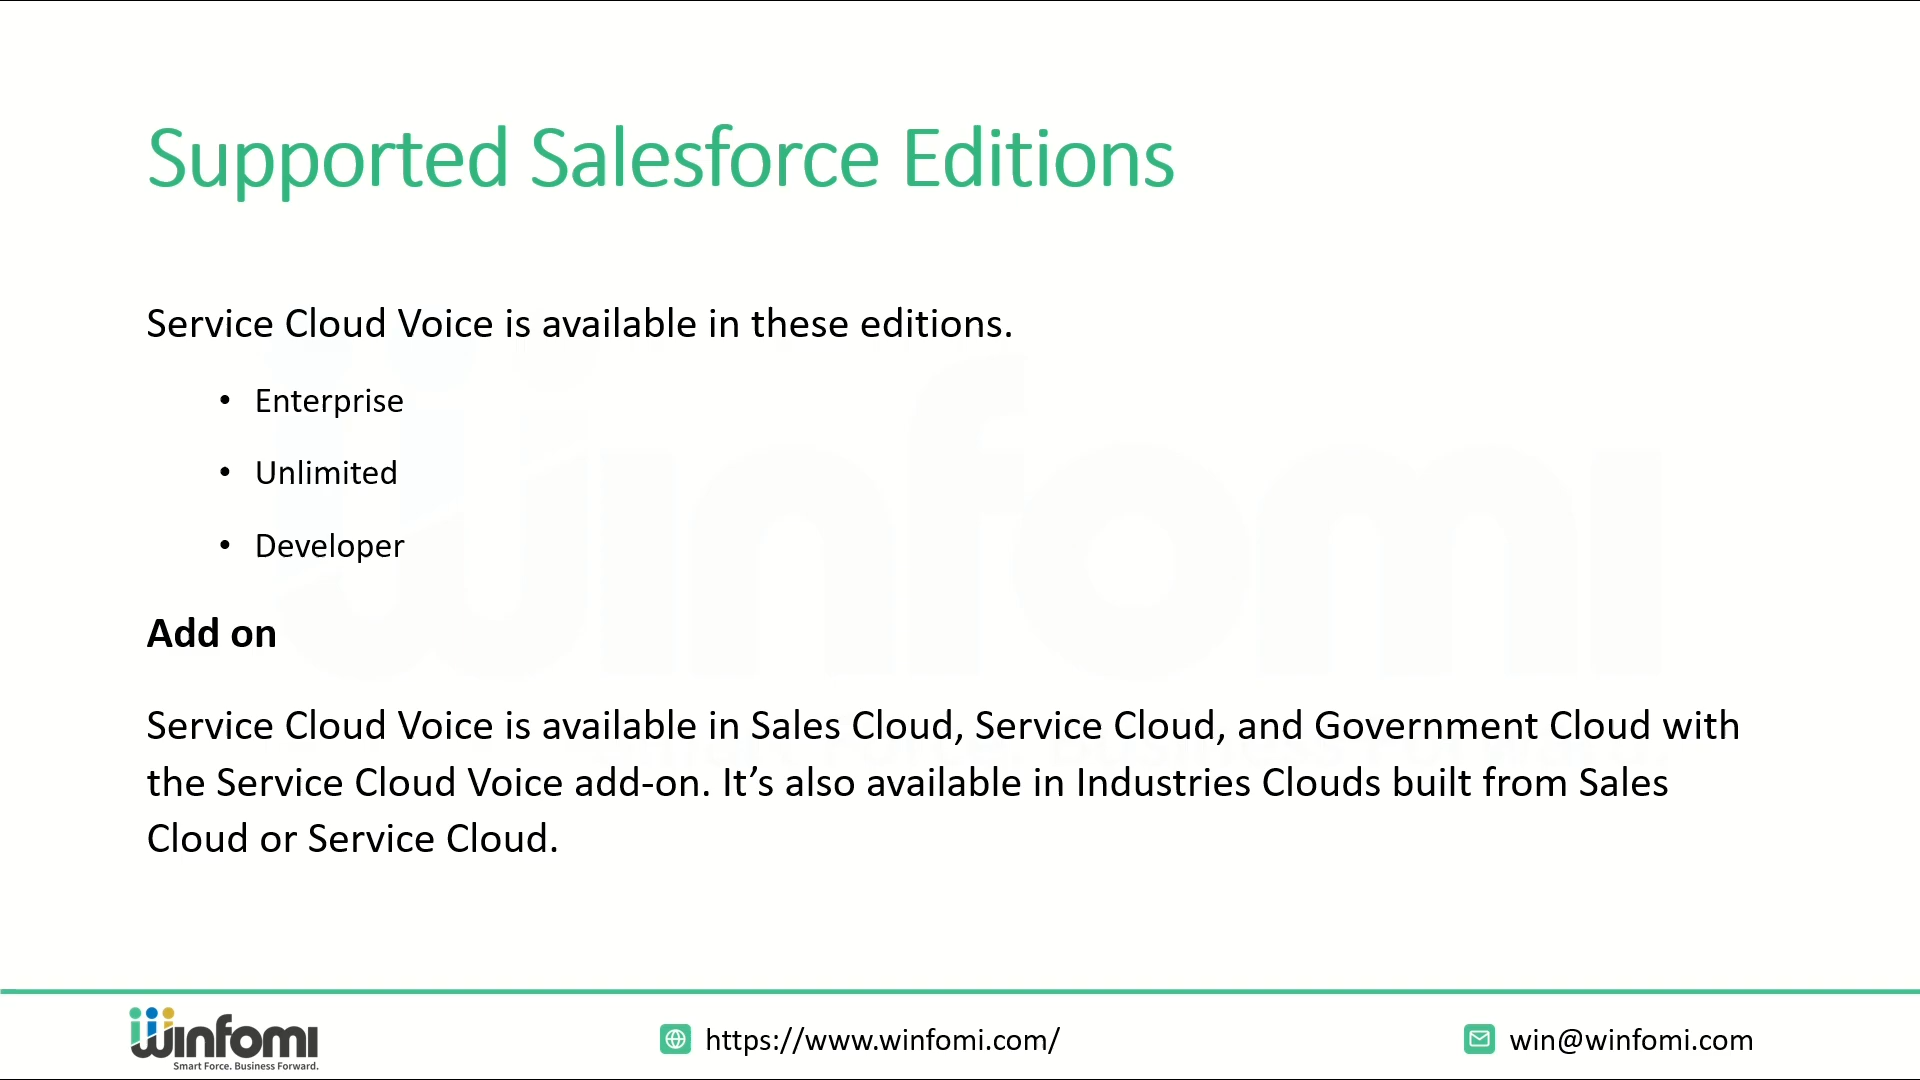 Supported Salesforce Editions
Service Cloud Voice is available in these editions.
• Enterprise
• Unlimited
• Developer
Add on
Service Cloud Voice is available in Sales Cloud, Service Cloud, and Government Cloud with
the Service Cloud Voice add-on. It’s also available in Industries Clouds built from Sales
Cloud or Service Cloud.
winfomi
Smart Force. Business Forward.
https://www.winfomi.com/
win@winfomi.com